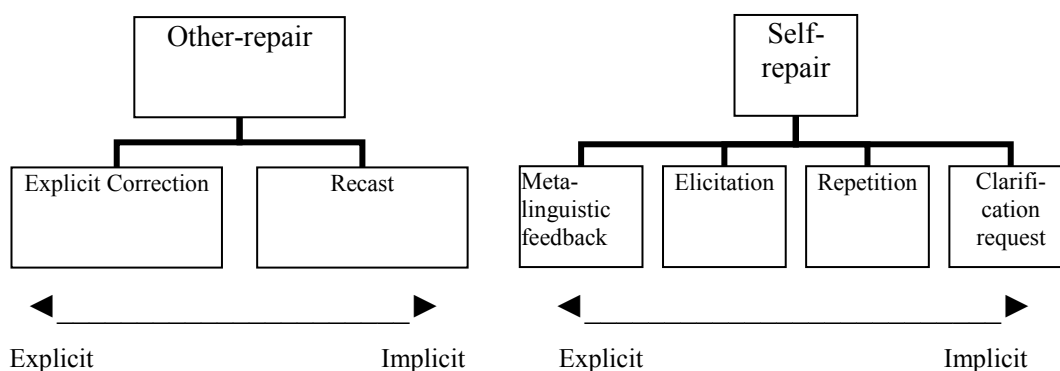 Other-repair
Self-
repair
Explicit Correction
Recast
Meta-
linguistic
feedback
Elicitation
Repetition
Clarifi-
cation
request
Explicit
Implicit
Explicit
Implicit